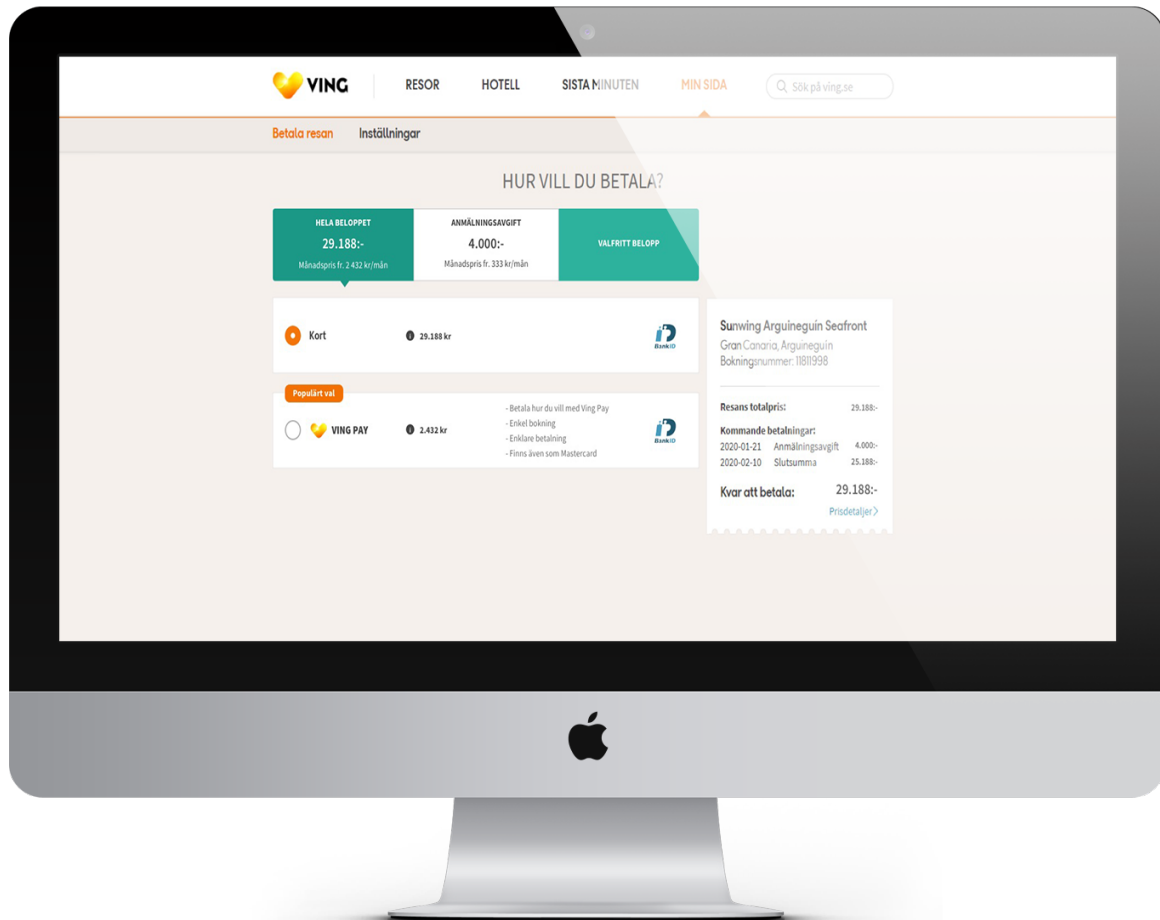 VING
RESOR
HOTELL
SISTA MINUTEN
MIN SIDA
Sök på ving.se
Betala resan
Inställningar
HUR VILL DU BETALA?
HELA BELOPPET
29.188:-
Månadspris fr. 2 432 kr/mån
ANMÄLNINGSAVGIFT
4.000:-
Månadspris fr. 333 kr/mån
VALFRITT BELOPP
Kort
29.188 kr
BankID
Populärt val
VING PAY
2.432 kr
- Betala hur du vill med Ving Pay
- Enkel bokning
- Enklare betalning
- Finns även som Mastercard
BankID
Sunwing Arguineguín Seafront
Gran Canaria, Arguineguín
Bokningsnummer: 11811998
Resans totalpris: 29.188:-
Kommande betalningar:
2020-01-21 Anmälningsavgift 4.000:-
2020-02-10 Slutsumma 25.188:-
Kvar att betala: 29.188:-
Prisdetaljer